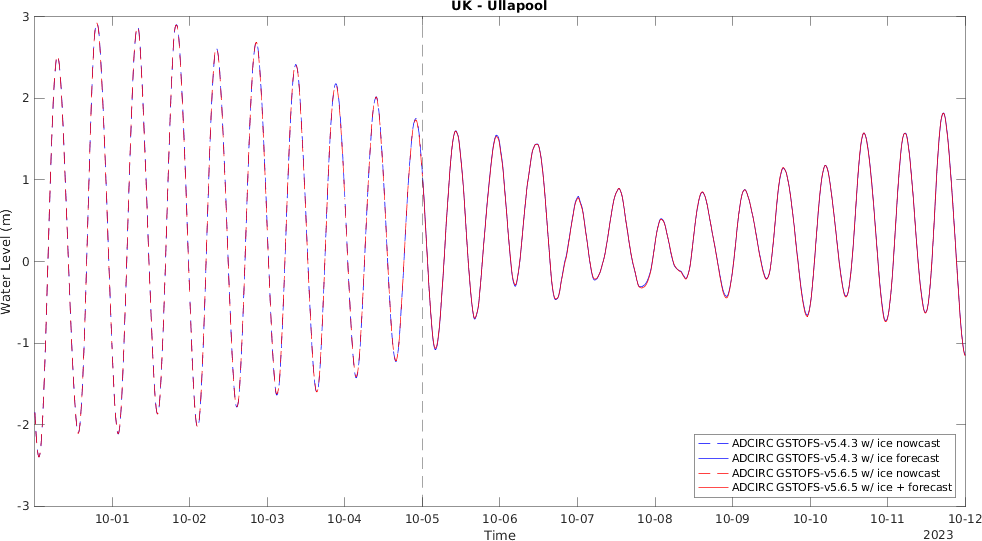 UK - Ullapool
3
2
1
0
-1
-2
-3
Water Level (m)
10-01
10-02
10-03
10-04
10-05
10-06
10-07
10-08
10-09
10-10
10-11
10-12
Time
2023
ADCIRC GSTOFS-v5.4.3 w/ ice nowcast
ADCIRC GSTOFS-v5.4.3 w/ ice forecast
ADCIRC GSTOFS-v5.6.5 w/ ice nowcast
ADCIRC GSTOFS-v5.6.5 w/ ice + forecast